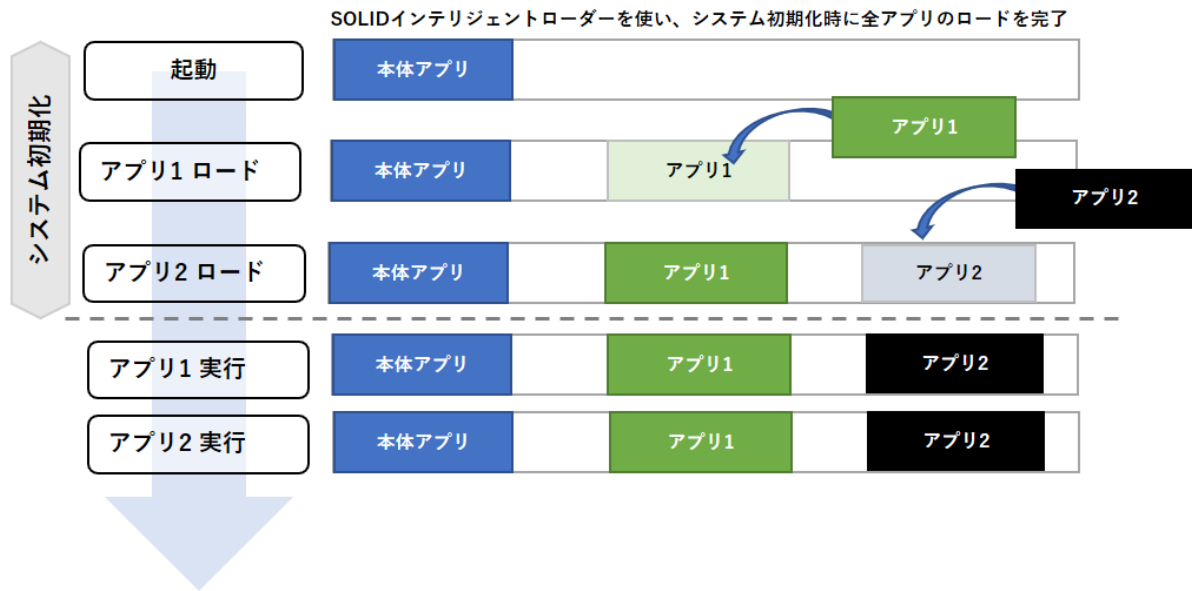 SOLIDインテリジェントローダーを使い、システム初期化時に全アプリのロードを完了
システム初期化
起動
本体アプリ
アプリ1
アプリ1 ロード
本体アプリ
アプリ1
アプリ2
アプリ2 ロード
本体アプリ
アプリ1
アプリ2
アプリ1 実行
本体アプリ
アプリ1
アプリ2
アプリ2 実行
本体アプリ
アプリ1
アプリ2